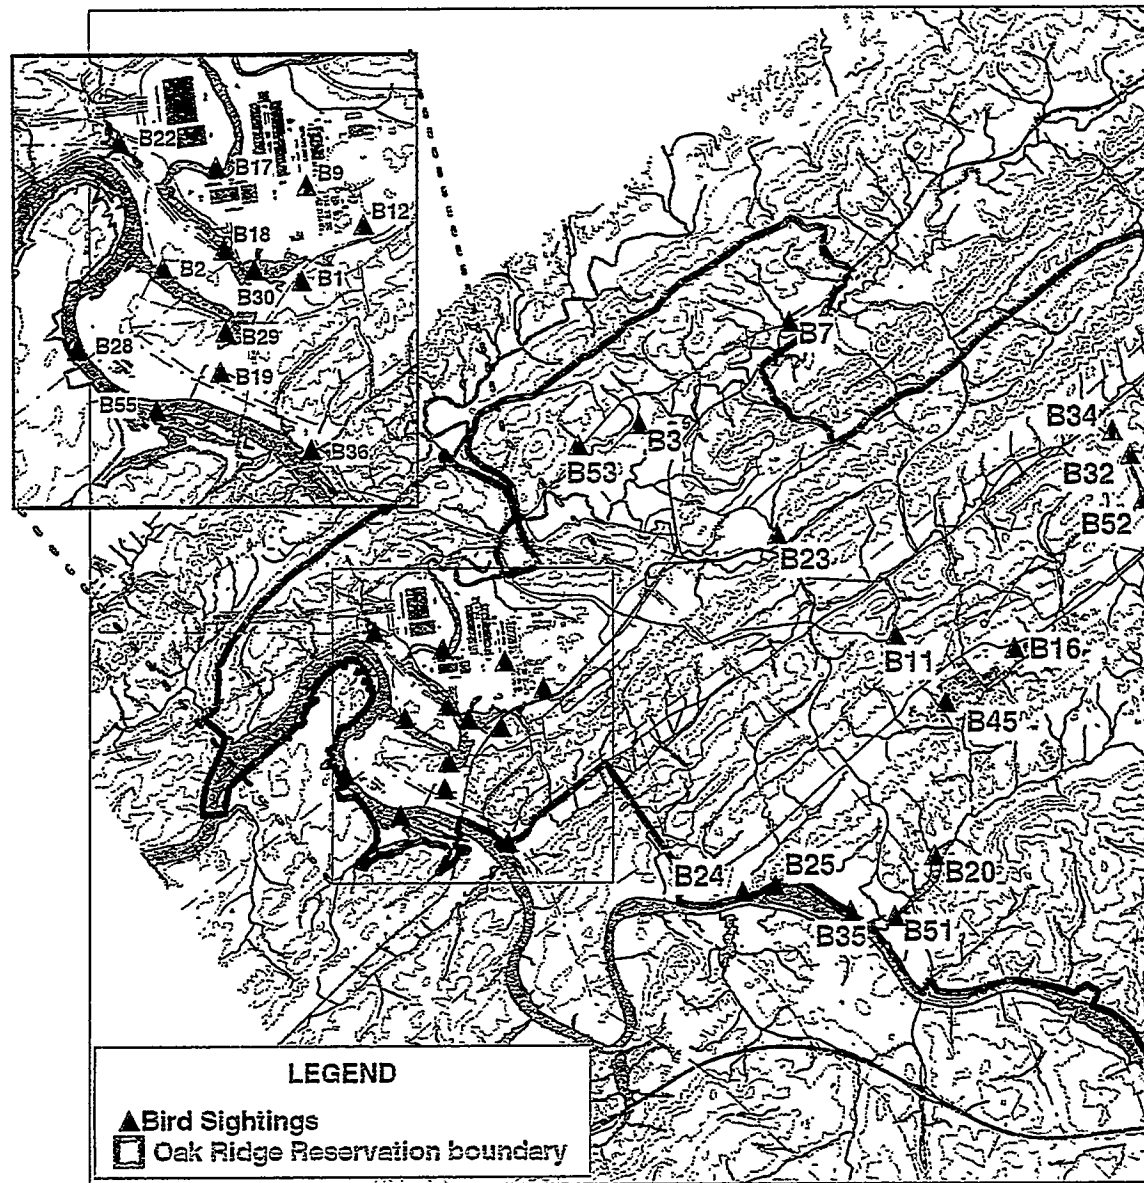 B22
B17
B9
B12
B18
B2
B1
B30
B29
B28
B19
B55
B36
B7
B34
B3
B53
B32
B52
B23
B11
B16
B45
B24
B25
B20
B35
B51
LEGEND
Bird Sightings
Oak Ridge Reservation boundary